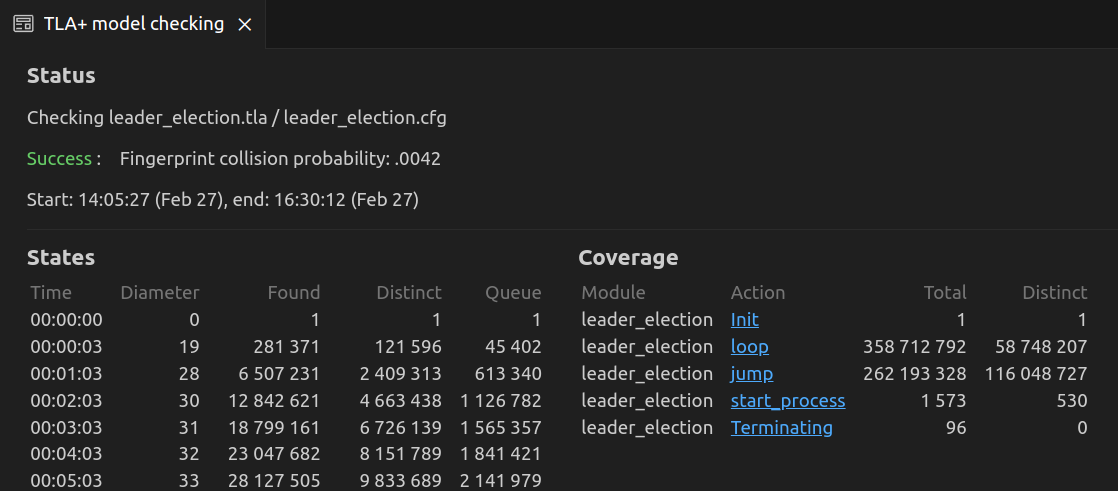 TLA+ model checking
Status
Checking leader_election.tla / leader_election.cfg
Success : Fingerprint collision probability: .0042
Start: 14:05:27 (Feb 27), end: 16:30:12 (Feb 27)
States
Time Diameter Found Distinct Queue
00:00:00 0 1 1 1
00:00:03 19 281 371 121 596 45 402
00:01:03 28 6 507 231 2 409 313 613 340
00:02:03 30 12 842 621 4 663 438 1 126 782
00:03:03 31 18 799 161 6 726 139 1 565 357
00:04:03 32 23 047 682 8 151 789 1 841 421
00:05:03 33 28 127 505 9 833 689 2 141 979
Coverage
Module Action Total Distinct
leader_election Init 1 1
leader_election loop 358 712 792 58 748 207
leader_election jump 262 193 328 116 048 727
leader_election start_process 1 573 530
leader_election Terminating 96 0